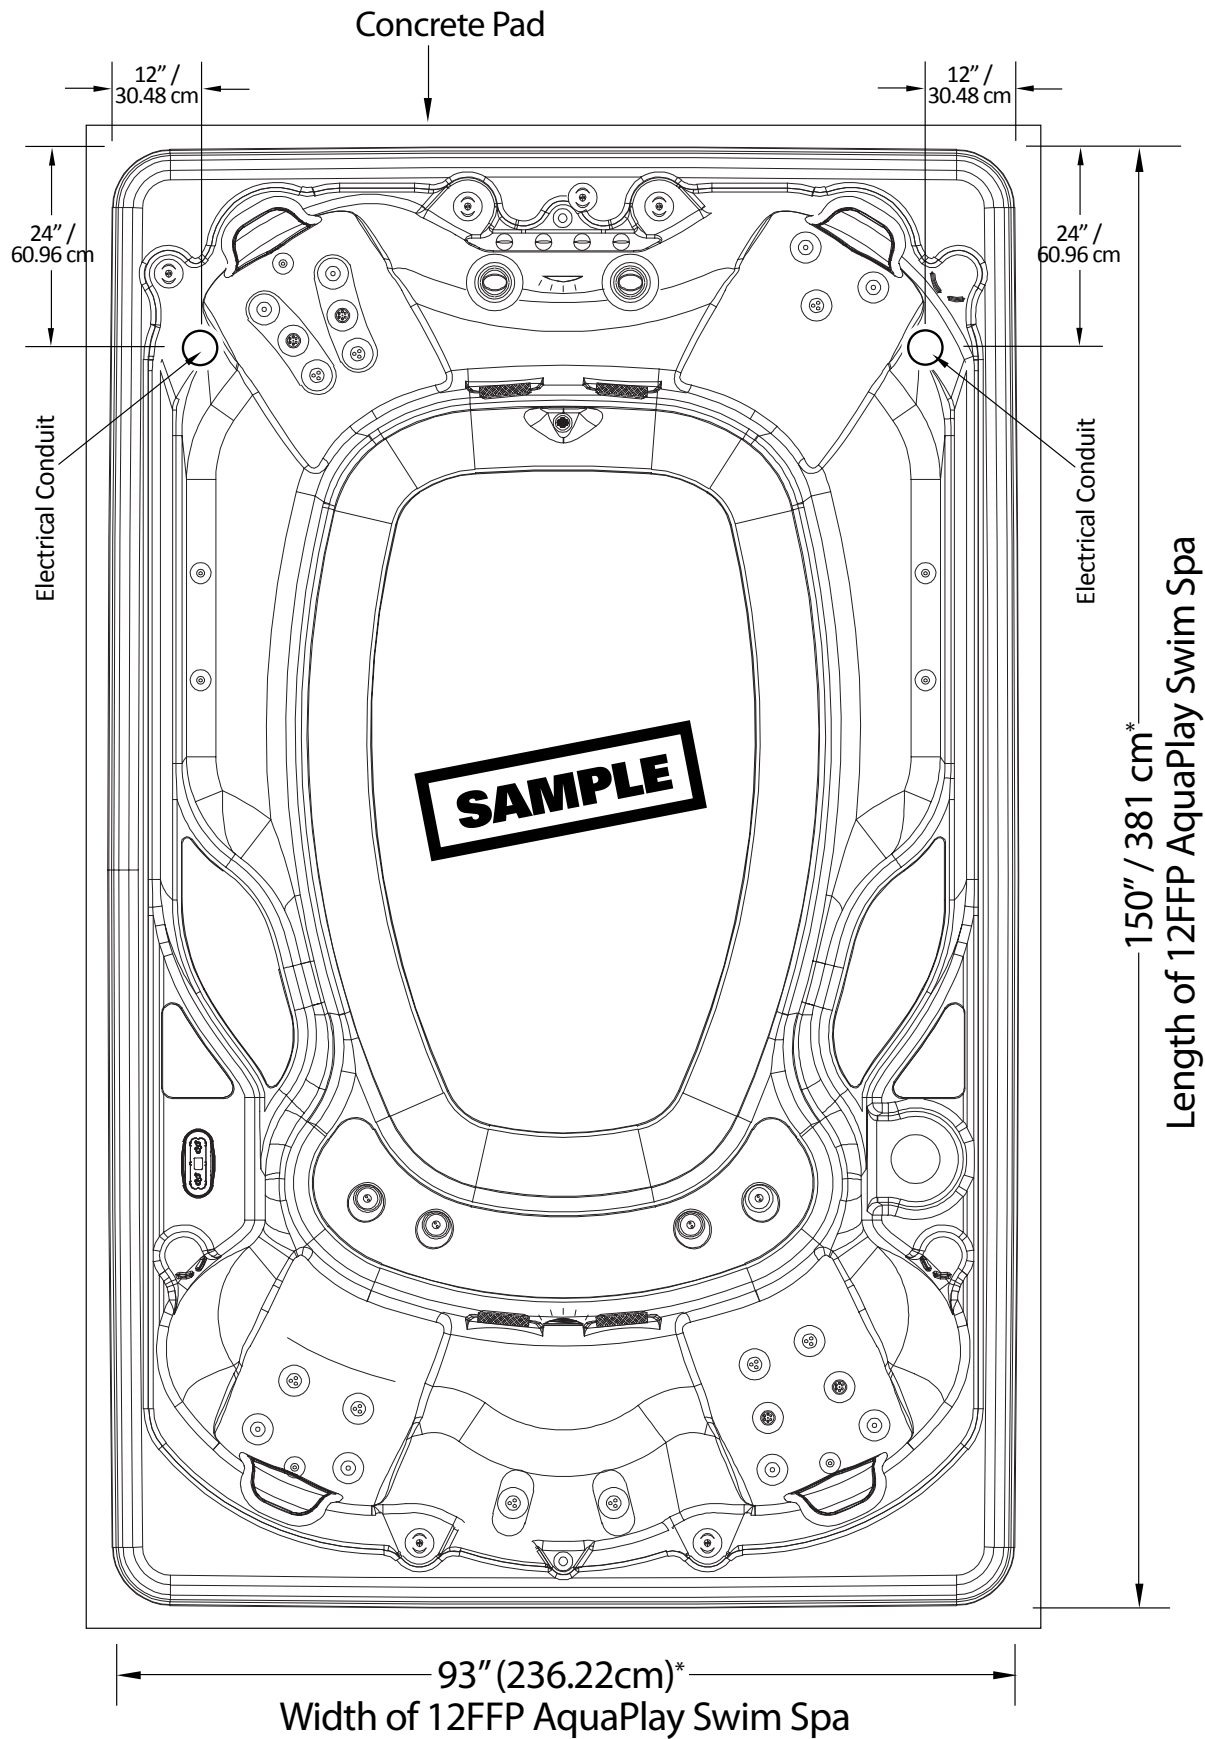 Concrete Pad
12” /
30.48 cm
12” /
30.48 cm
24” /
60.96 cm
24” /
60.96 cm
Electrical Conduit
Electrical Conduit
SAMPLE
150” / 381 cm*
Length of 12FFP AquaPlay Swim Spa
93” (236.22cm)*
Width of 12FFP AquaPlay Swim Spa